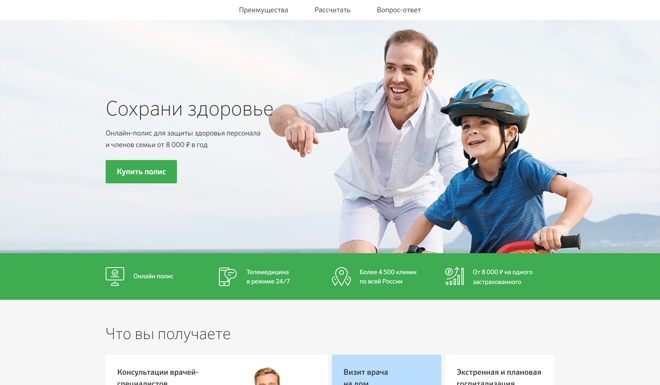 Преимущества
Рассчитать
Вопрос-ответ
Сохрани здоровье
Онлайн-полис для защиты здоровья персонала
и членов семьи от 8 000 ₽ в год
Купить полис
Онлайн полис
Телемедицина
в режиме 24/7
Более 4 500 клиник
по всей России
От 8 000 ₽ на одного
застрахованного
Что вы получаете
Консультации врачей-
специалистов
Визит врача
на дом
Экстренная и плановая
госпитализация